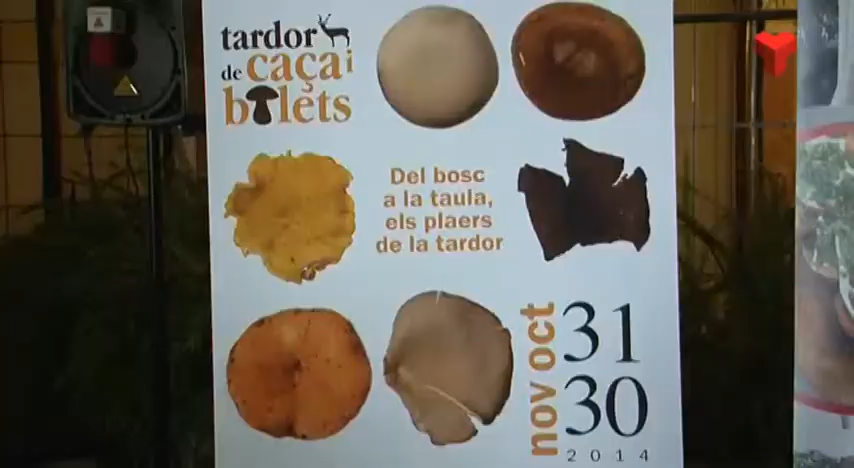 tardor
de caça i
bolets
Del bosc
a la taula,
els plaers
de la tardor
oct 31
nov 30
2014